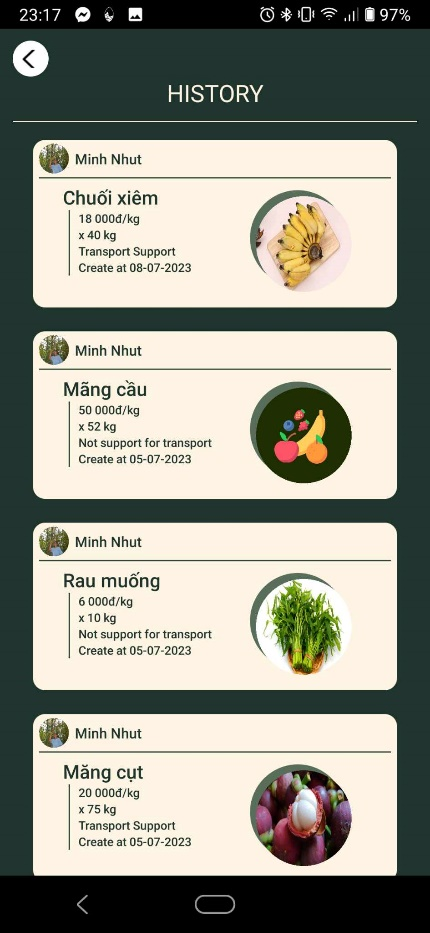 23:17
97%
HISTORY
Minh Nhut
Chuối xiêm
18 000đ/kg
x 40 kg
Transport Support
Create at 08-07-2023
Minh Nhut
Mãng cầu
50 000đ/kg
x 52 kg
Not support for transport
Create at 05-07-2023
Minh Nhut
Rau muống
6 000đ/kg
x 10 kg
Not support for transport
Create at 05-07-2023
Minh Nhut
Măng cụt
20 000đ/kg
x 75 kg
Transport Support
Create at 05-07-2023